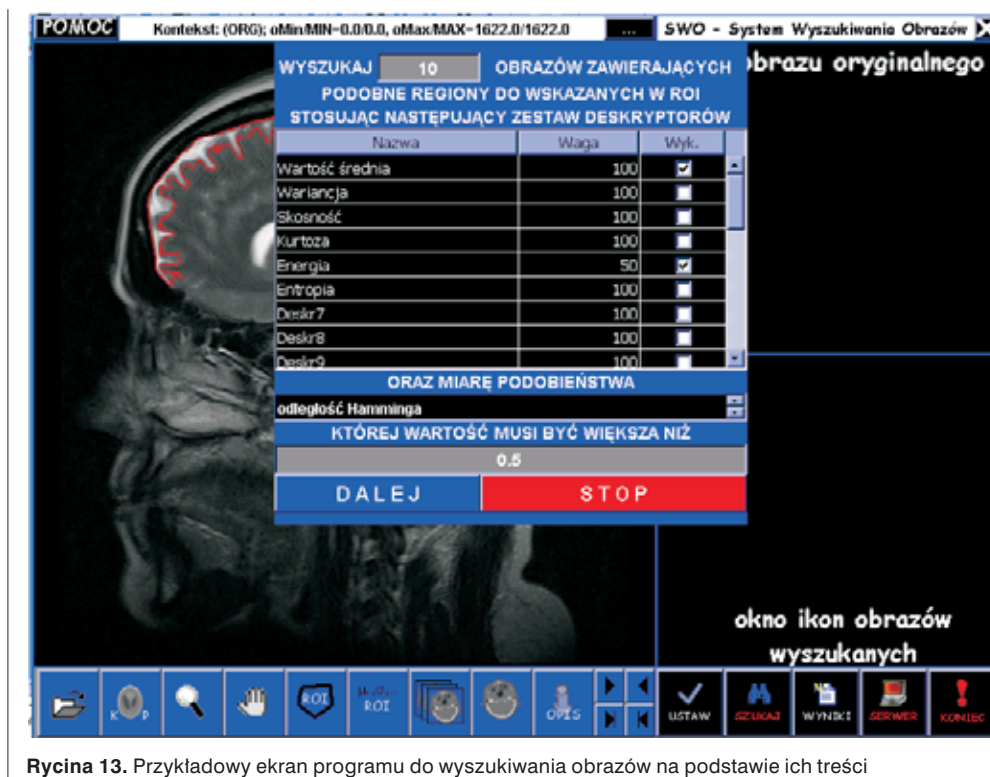 POMOC Kontekst: (ORG); oMin/MIN=0.0/0.0, oMax/MAX=1622.0/1622.0 ... SWO - System Wyszukiwania Obrazów X
obrazu oryginalnego
WYSZUKAJ 10 OBRAZÓW ZAWIERAJĄCYCH
PODOBNE REGIONY DO WSKAZANYCH W ROI
STOSUJĄC NASTĘPUJĄCY ZESTAW DESKRYPTORÓW
Nazwa Waga Wyk.
Wartość średnia 100
Wariancja 100
Skosność 100
Kurtoza 100
Energia 50
Entropia 100
Deskr7 100
Deskr8 100
Deskr9 100
ORAZ MIARĘ PODOBIEŃSTWA
odległość Hamminga
KTÓREJ WARTOŚĆ MUSI BYĆ WIĘKSZA NIŻ
0.5
DALEJ STOP
okno ikon obrazów
wyszukanych
K P ROI ROI OPIS USTAW SZUKAJ WYNIKI SERWER KONIEC
Rycina 13. Przykładowy ekran programu do wyszukiwania obrazów na podstawie ich treści